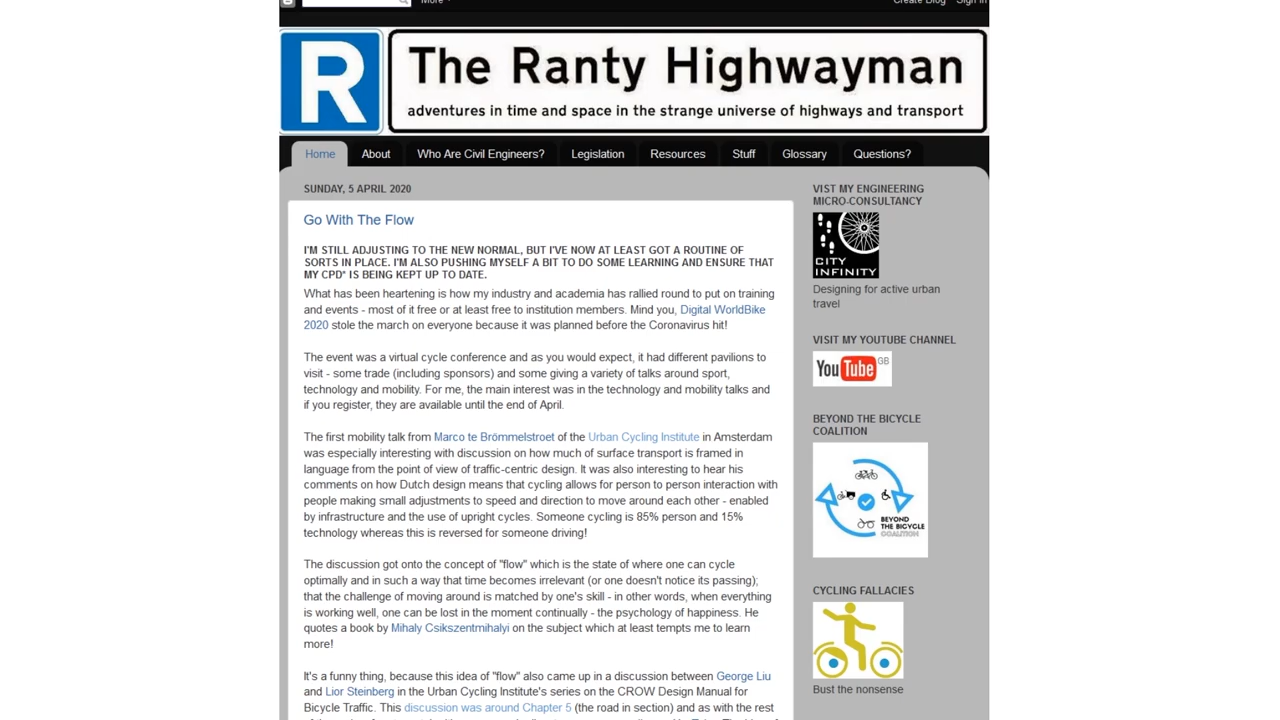 More
Create Blog Sign In
R The Ranty Highwayman
adventures in time and space in the strange universe of highways and transport
Home About Who Are Civil Engineers? Legislation Resources Stuff Glossary Questions?
SUNDAY, 5 APRIL 2020
Go With The Flow
I'M STILL ADJUSTING TO THE NEW NORMAL, BUT I'VE NOW AT LEAST GOT A ROUTINE OF
SORTS IN PLACE. I'M ALSO PUSHING MYSELF A BIT TO DO SOME LEARNING AND ENSURE THAT
MY CPD* IS BEING KEPT UP TO DATE.
What has been heartening is how my industry and academia has rallied round to put on training
and events - most of it free or at least free to institution members. Mind you, Digital WorldBike
2020 stole the march on everyone because it was planned before the Coronavirus hit!
The event was a virtual cycle conference and as you would expect, it had different pavilions to
visit - some trade (including sponsors) and some giving a variety of talks around sport,
technology and mobility. For me, the main interest was in the technology and mobility talks and
if you register, they are available until the end of April.
The first mobility talk from Marco te Brömmelstroet of the Urban Cycling Institute in Amsterdam
was especially interesting with discussion on how much of surface transport is framed in
language from the point of view of traffic-centric design. It was also interesting to hear his
comments on how Dutch design means that cycling allows for person to person interaction with
people making small adjustments to speed and direction to move around each other - enabled
by infrastructure and the use of upright cycles. Someone cycling is 85% person and 15%
technology whereas this is reversed for someone driving!
The discussion got onto the concept of "flow" which is the state of where one can cycle
optimally and in such a way that time becomes irrelevant (or one doesn't notice its passing);
that the challenge of moving around is matched by one's skill - in other words, when everything
is working well, one can be lost in the moment continually - the psychology of happiness. He
quotes a book by Mihaly Csikszentmihalyi on the subject which at least tempts me to learn
more!
It's a funny thing, because this idea of "flow" also came up in a discussion between George Liu
and Lior Steinberg in the Urban Cycling Institute's series on the CROW Design Manual for
Bicycle Traffic. This discussion was around Chapter 5 (the road in section) and as with the rest
VIST MY ENGINEERING
MICRO-CONSULTANCY
CITY
INFINITY
Designing for active urban
travel
VISIT MY YOUTUBE CHANNEL
YouTube GB
BEYOND THE BICYCLE
COALITION
BEYOND
THE BICYCLE
COALITION
CYCLING FALLACIES
Bust the nonsense